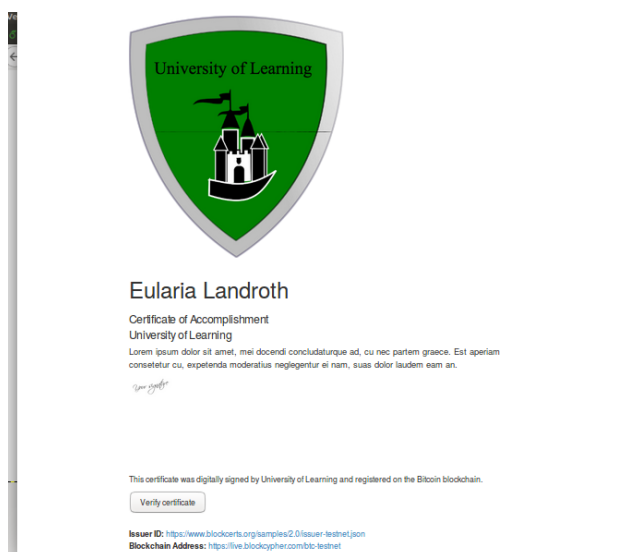 University of Learning
Eularia Landroth
Certificate of Accomplishment
University of Learning
Lorem ipsum dolor sit amet, mei docendi concludaturque ad, cu nec partem graece. Est aperiam
consetetur cu, expetenda moderatius neglegentur ei nam, suas dolor laudem eam an.
Your signature
This certificate was digitally signed by University of Learning and registered on the Bitcoin blockchain.
Verify certificate
Issuer ID: https://www.blockcerts.org/samples/2.0/issuer-testnet.json
Blockchain Address: https://live.blockcypher.com/btc-testnet